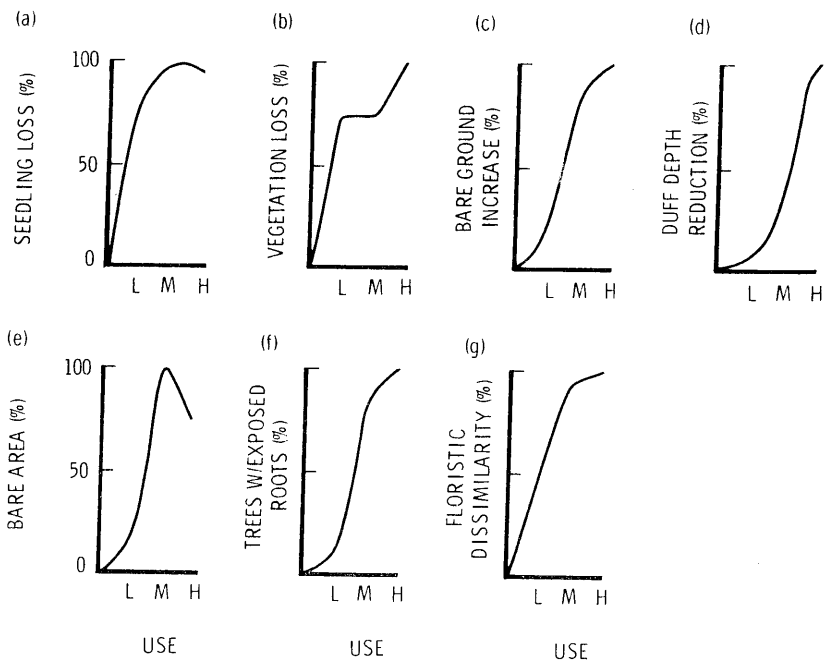 (a)
SEEDLING LOSS (%)
100
50
0
L M H
(b)
VEGETATION LOSS (%)
L M H
(c)
BARE GROUND
INCREASE (%)
L M H
(d)
DUFF DEPTH
REDUCTION (%)
L M H
(e)
BARE AREA (%)
100
50
0
L M H
USE
(f)
TREES W/EXPOSED
ROOTS (%)
L M H
USE
(g)
FLORISTIC
DISSIMILARITY (%)
L M H
USE